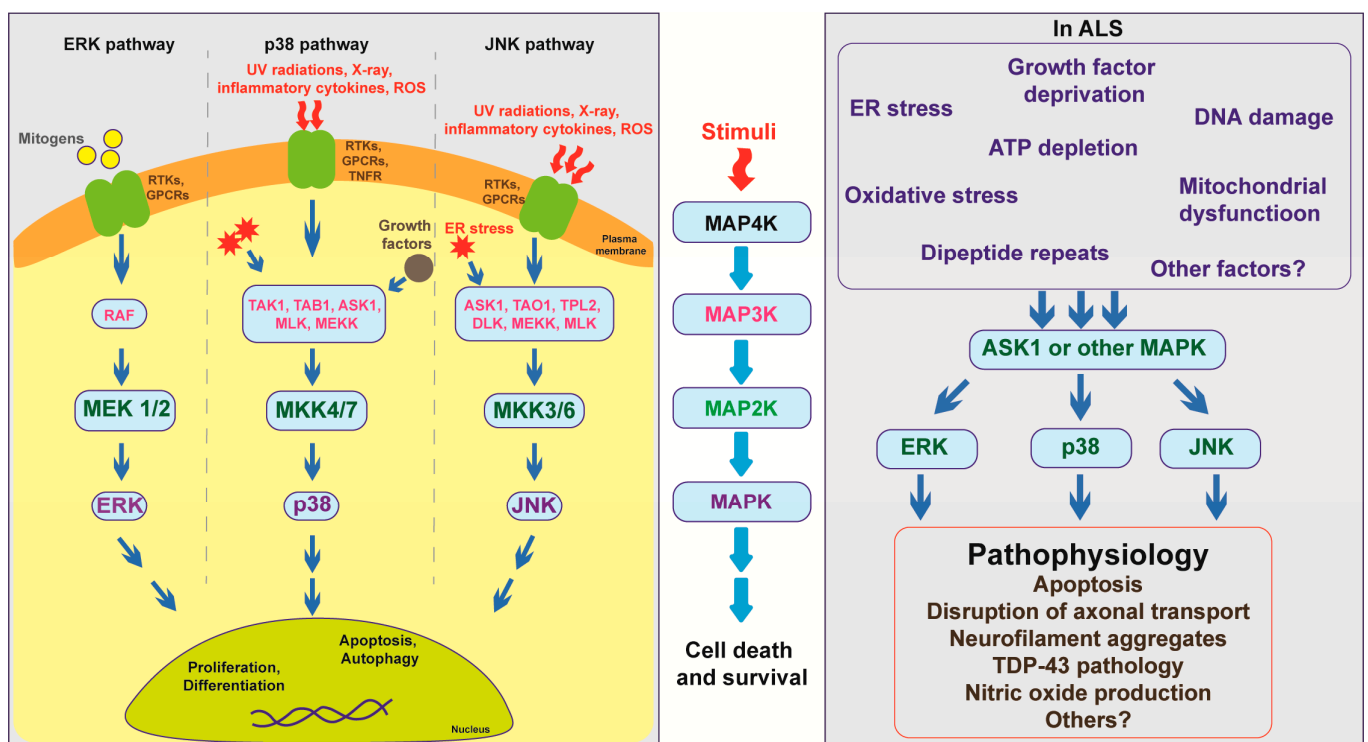 ERK pathway
Mitogens
RTKs,
GPCRs
RAF
MEK 1/2
ERK
p38 pathway
UV radiations, X-ray,
inflammatory cytokines, ROS
RTKs,
GPCRs,
TNFR
Growth
factors
TAK1, TAB1, ASK1,
MLK, MEKK
MKK4/7
p38
JNK pathway
UV radiations, X-ray,
inflammatory cytokines, ROS
RTKs,
GPCRs
Plasma
membrane
ER stress
ASK1, TAO1, TPL2,
DLK, MEKK, MLK
MKK3/6
JNK
Apoptosis,
Autophagy
Proliferation,
Differentiation
Nucleus
Stimuli
MAP4K
MAP3K
MAP2K
MAPK
Cell death
and survival
In ALS
Growth factor
deprivation
ER stress
DNA damage
ATP depletion
Oxidative stress
Mitochondrial
dysfunctioon
Dipeptide repeats
Other factors?
ASK1 or other MAPK
ERK
p38
JNK
Pathophysiology
Apoptosis
Disruption of axonal transport
Neurofilament aggregates
TDP-43 pathology
Nitric oxide production
Others?